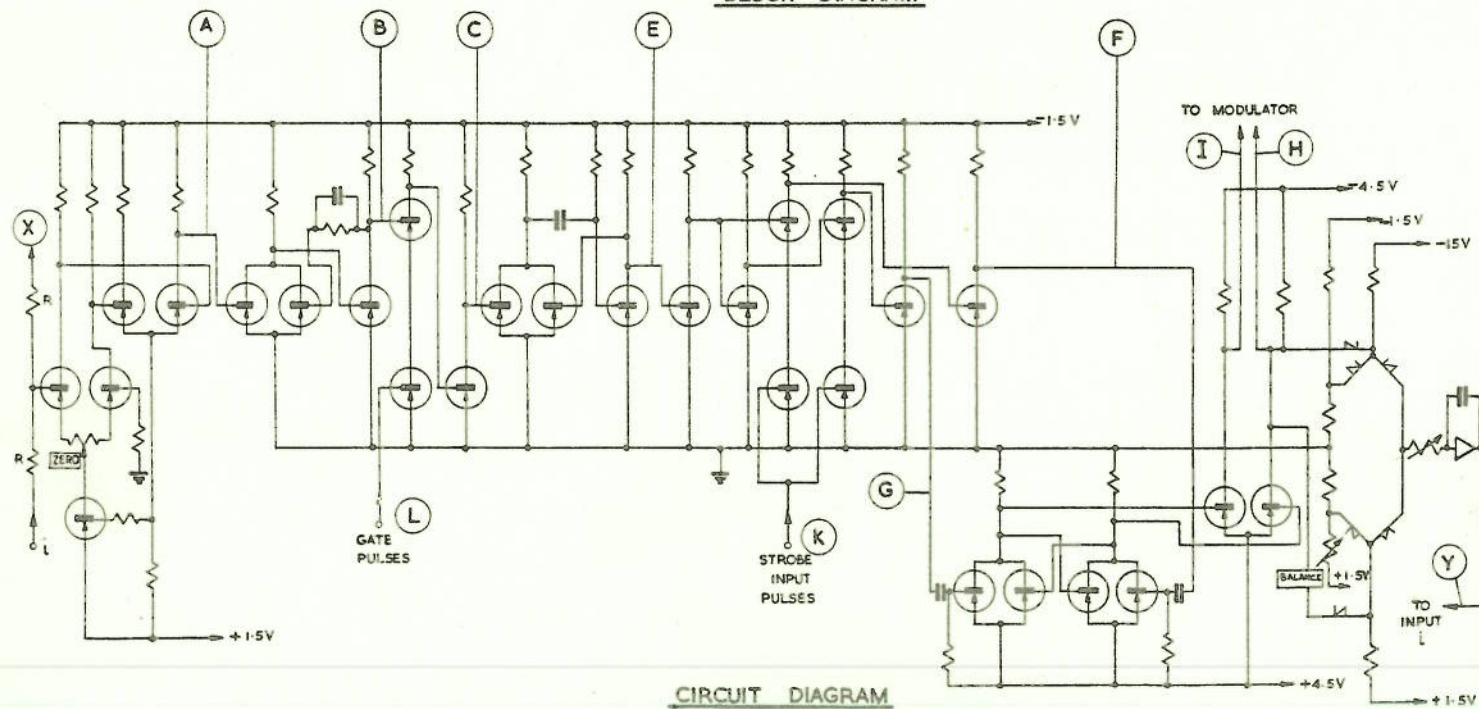 A
B
C
E
F
TO MODULATOR
I
H
-1·5V
-4·5V
-1·5V
-15V
X
R
R
ZERO
i
L
GATE
PULSES
K
STROBE
INPUT
PULSES
G
BALANCE
+1·5V
Y
TO
INPUT
i
+1·5V
+4·5V
+1·5V
CIRCUIT DIAGRAM